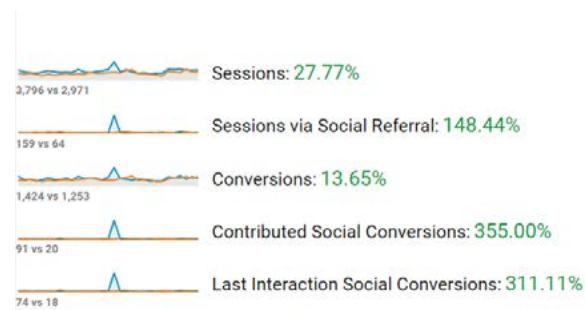 Sessions: 27.77%
3,796 vs 2,971
Sessions via Social Referral: 148.44%
159 vs 64
Conversions: 13.65%
1,424 vs 1,253
Contributed Social Conversions: 355.00%
91 vs 20
Last Interaction Social Conversions: 311.11%
74 vs 18